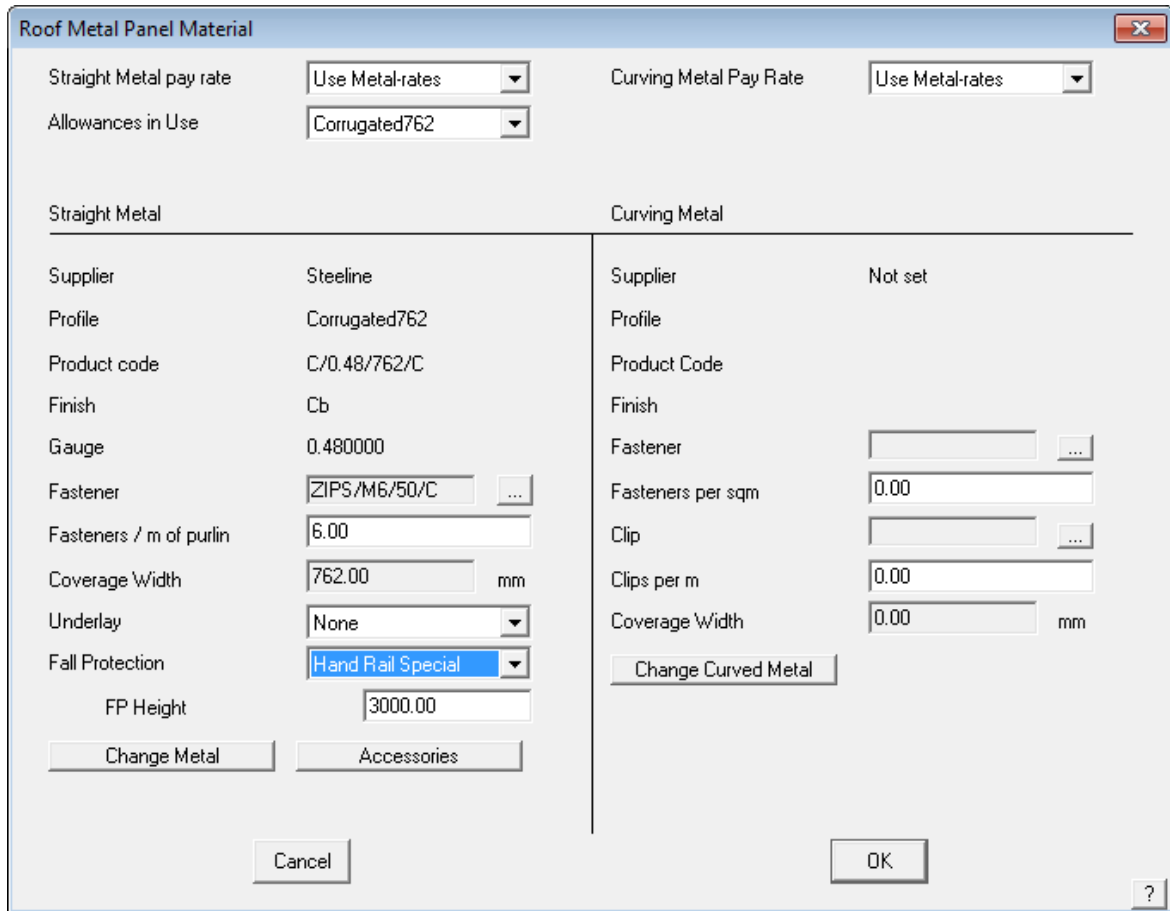 Roof Metal Panel Material
Straight Metal pay rate Use Metal-rates Curving Metal Pay Rate Use Metal-rates
Allowances in Use Corrugated762
Straight Metal Curving Metal
Supplier Steeline Supplier Not set
Profile Corrugated762 Profile
Product code C/0.48/762/C Product Code
Finish Cb Finish
Gauge 0.480000 Fastener ...
Fastener ZIPS/M6/50/C ... Fasteners per sqm 0.00
Fasteners / m of purlin 6.00 Clip ...
Coverage Width 762.00 mm Clips per m 0.00
Underlay None Coverage Width 0.00 mm
Fall Protection Hand Rail Special Change Curved Metal
FP Height 3000.00
Change Metal Accessories
Cancel OK
?